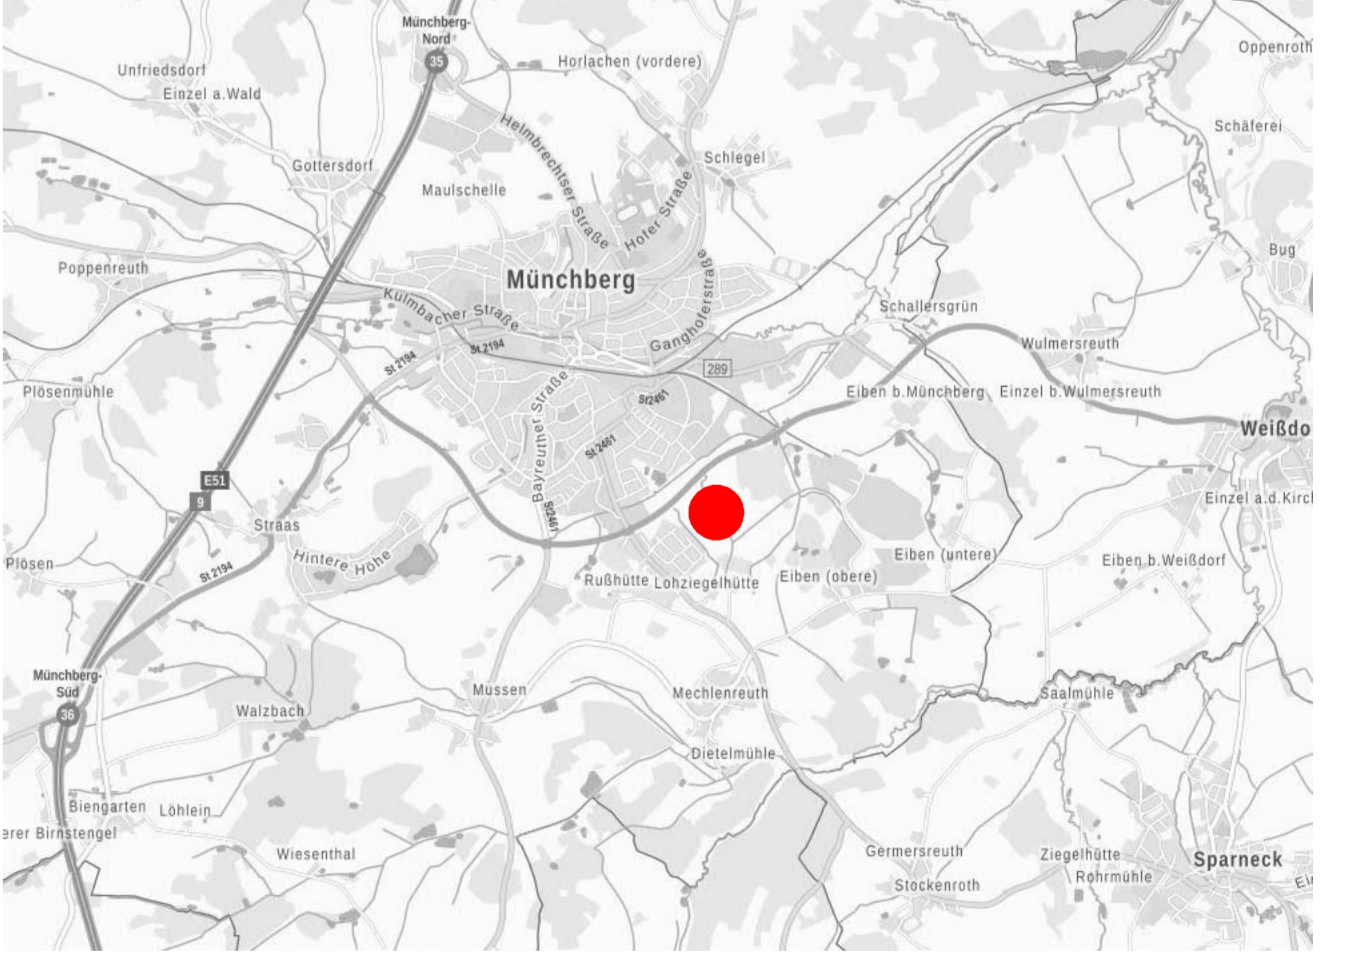 Münchberg-
Nord
35
Horlachen (vordere)
Oppenroth
Unfriedsdorf
Einzel a.Wald
Helmbrechtser Straße
Schäferei
Gottersdorf
Schlegel
Maulschelle
Hofer Straße
Poppenreuth
Münchberg
Bug
Kulmbacher Straße
Ganghoferstraße
Schallersgrün
St 2194
St 2194
289
Wulmersreuth
Plösenmühle
Bayreuther Straße
St2461
Eiben b.Münchberg
Einzel b.Wulmersreuth
Weißdo
St 2461
E51
9
Einzel a.d.Kirch
Straas
St2461
Hintere Höhe
Plösen
St 2194
Rußhütte
Lohziegelhütte
Eiben (obere)
Eiben (untere)
Eiben b.Weißdorf
Münchberg-
Süd
36
Mussen
Mechlenreuth
Saalmühle
Walzbach
Dietelmühle
Biengarten
Löhlein
erer Birnstengel
Wiesenthal
Germersreuth
Ziegelhütte
Sparneck
Rohrmühle
Stockenroth
Ei